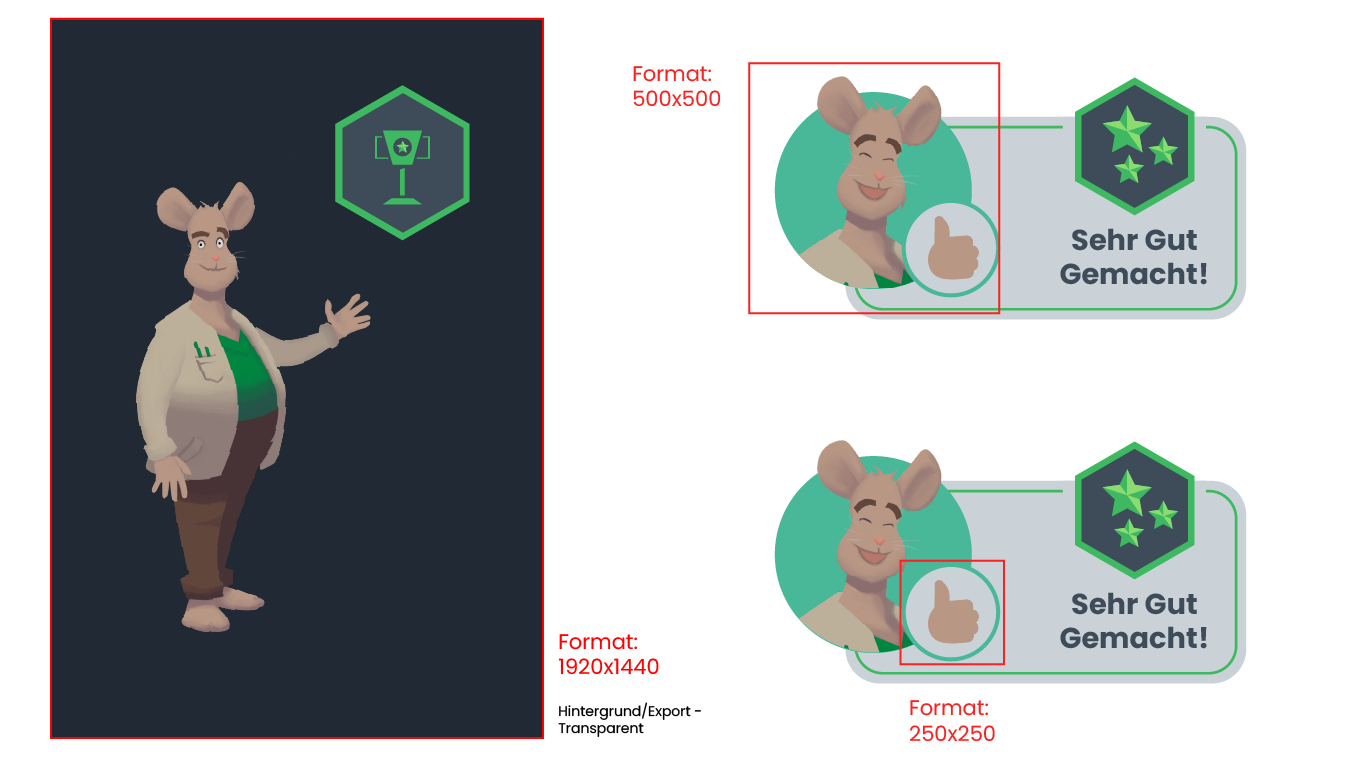 Format:
500x500
Sehr Gut
Gemacht!
Format:
1920x1440
Hintergrund/Export -
Transparent
Sehr Gut
Gemacht!
Format:
250x250